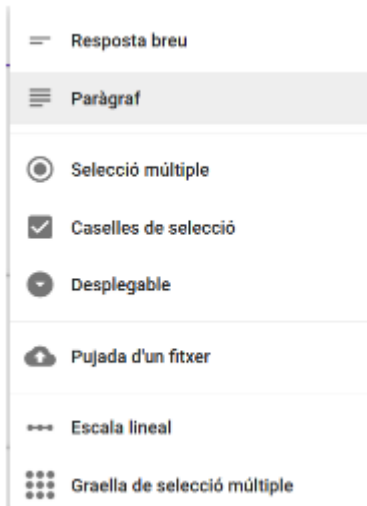 Resposta breu
Paràgraf
Selecció múltiple
Caselles de selecció
Desplegable
Pujada d'un fitxer
Escala lineal
Graella de selecció múltiple